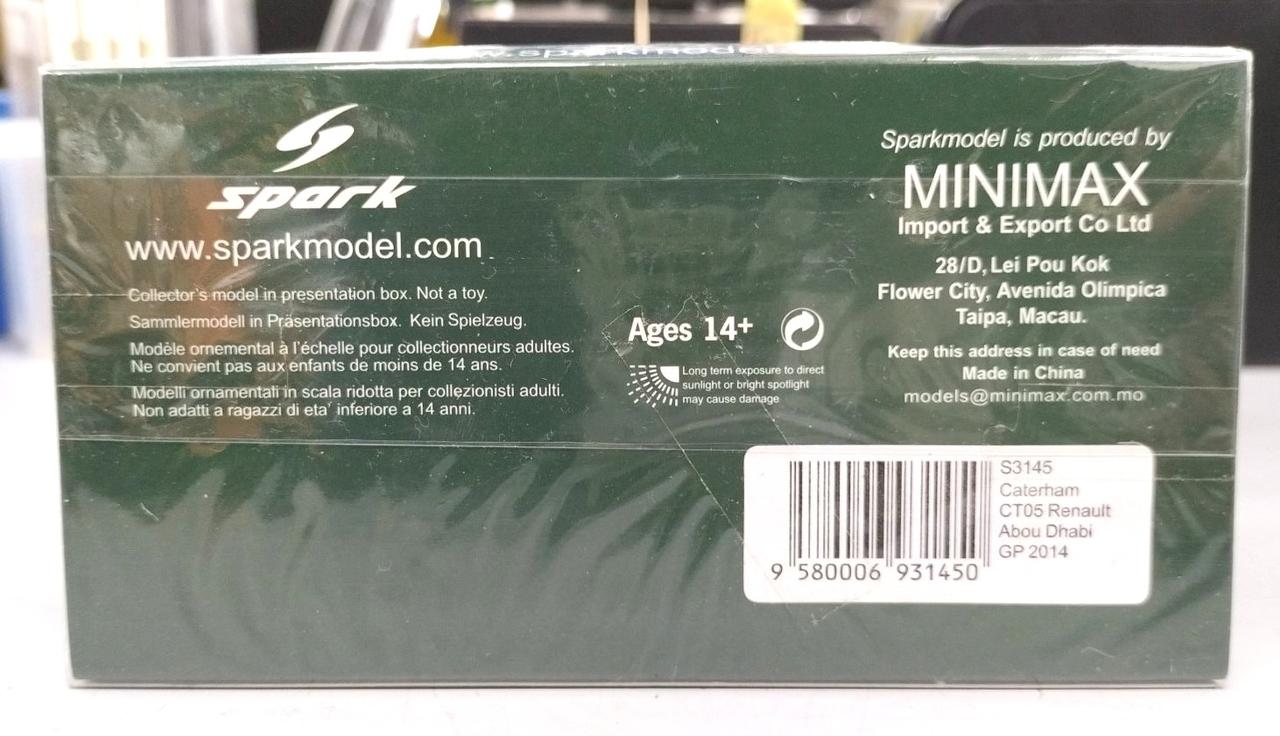 www.sparkmodel
spark
www.sparkmodel.com
Collector's model in presentation box. Not a toy.
Sammlermodell in Präsentationsbox. Kein Spielzeug.
Modèle ornemental à l'échelle pour collectionneurs adultes.
Ne convient pas aux enfants de moins de 14 ans.
Modelli ornamentati in scala ridotta per collezionisti adulti.
Non adatti a ragazzi di eta' inferiore a 14 anni.
Ages 14+
Long term exposure to direct
sunlight or bright spotlight
may cause damage
Sparkmodel is produced by
MINIMAX
Import & Export Co Ltd
28/D, Lei Pou Kok
Flower City, Avenida Olimpica
Taipa, Macau.
Keep this address in case of need
Made in China
models@minimax.com.mo
S3145
Caterham
CT05 Renault
Abou Dhabi
GP 2014
9 580006 931450